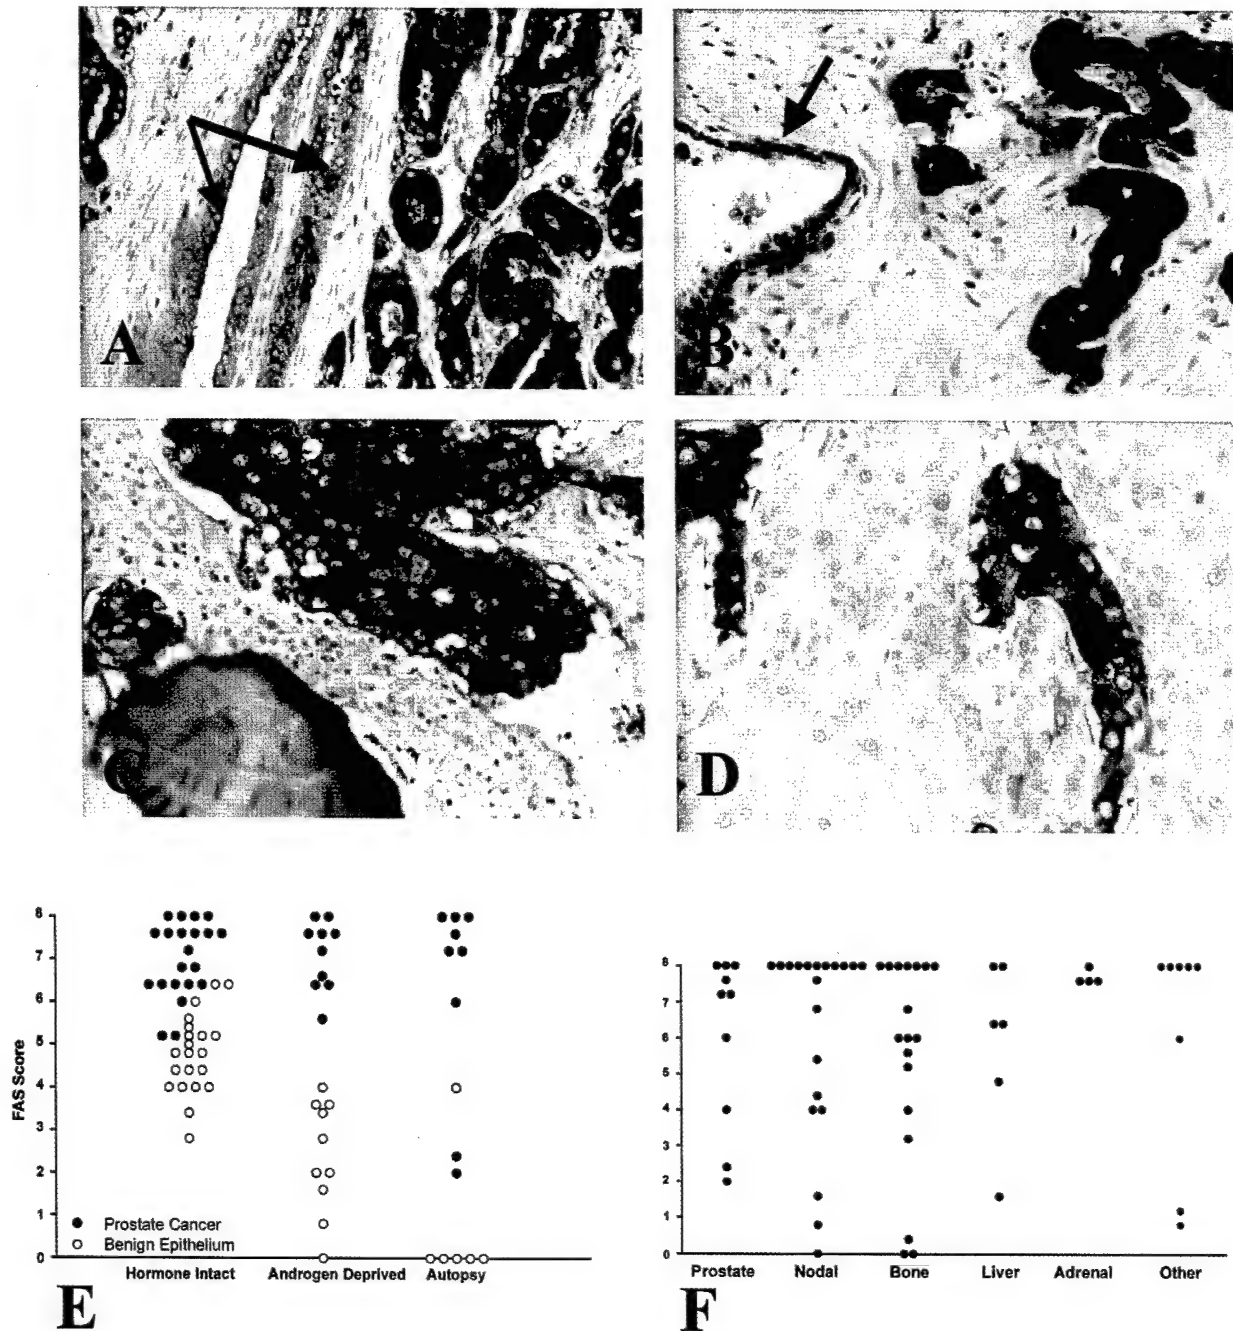 A
B
C
D
8
7
6
5
4
3
2
1
0
FAS Score
Prostate Cancer
Benign Epithelium
Hormone Intact
Androgen Deprived
Autopsy
E
8
7
6
5
4
3
2
1
0
Prostate
Nodal
Bone
Liver
Adrenal
Other
F